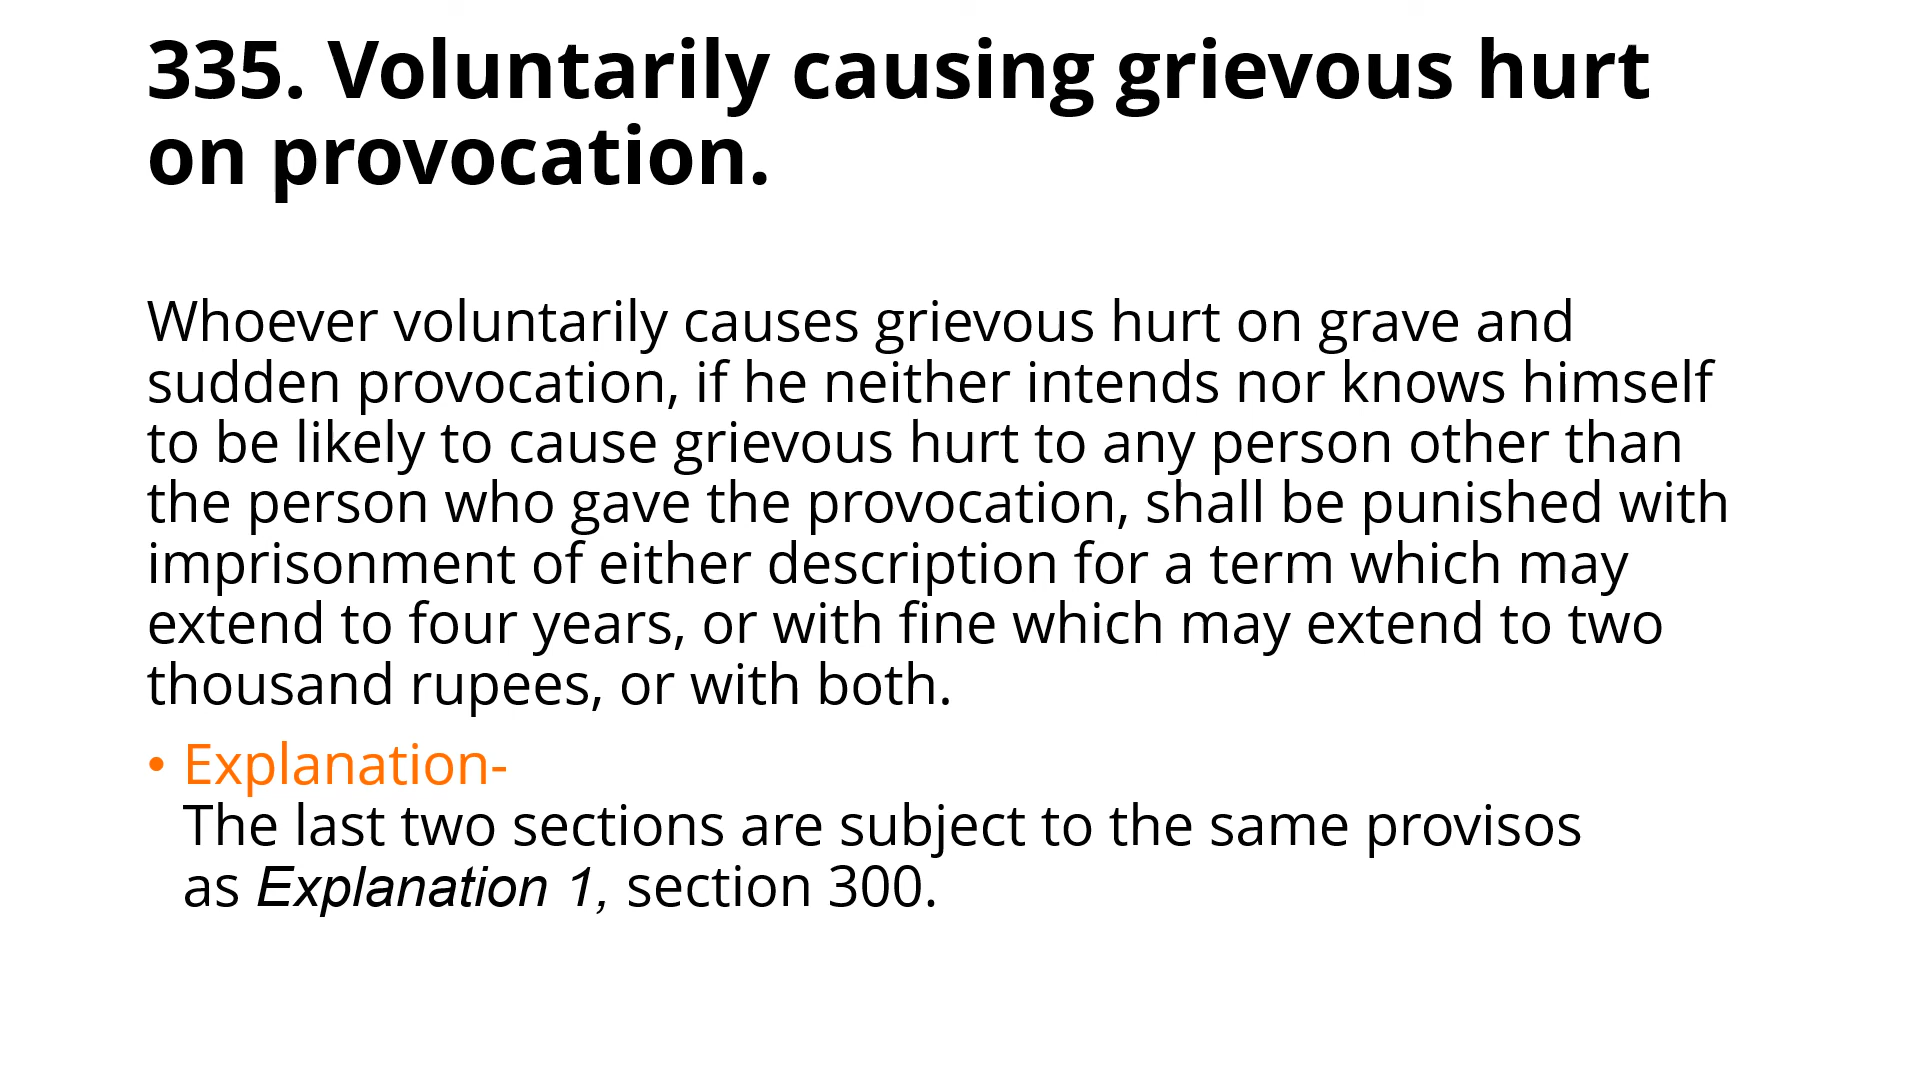 335. Voluntarily causing grievous hurt
on provocation.
Whoever voluntarily causes grievous hurt on grave and
sudden provocation, if he neither intends nor knows himself
to be likely to cause grievous hurt to any person other than
the person who gave the provocation, shall be punished with
imprisonment of either description for a term which may
extend to four years, or with fine which may extend to two
thousand rupees, or with both.
• Explanation-
The last two sections are subject to the same provisos
as Explanation 1, section 300.